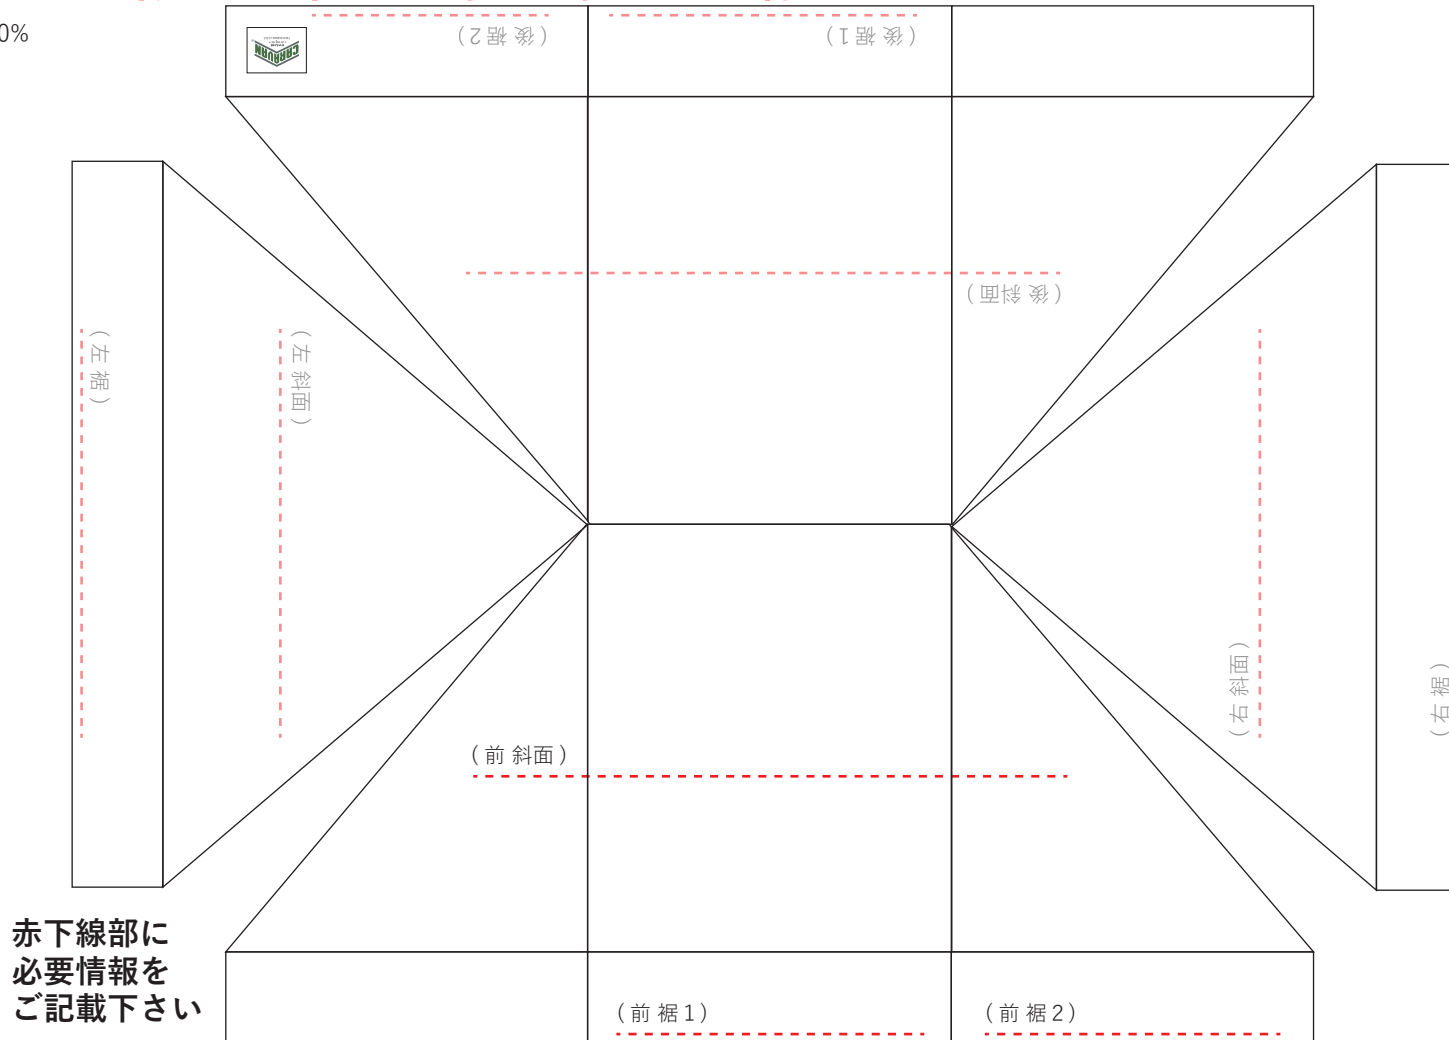 0%
CARAVAN
(後 裾 2)
(後 裾 1)
(後 斜面)
(左 裾)
(左 斜面)
(右 斜面)
(右 裾)
(前 斜面)
赤下線部に
必要情報を
ご記載下さい
(前 裾 1)
(前 裾 2)